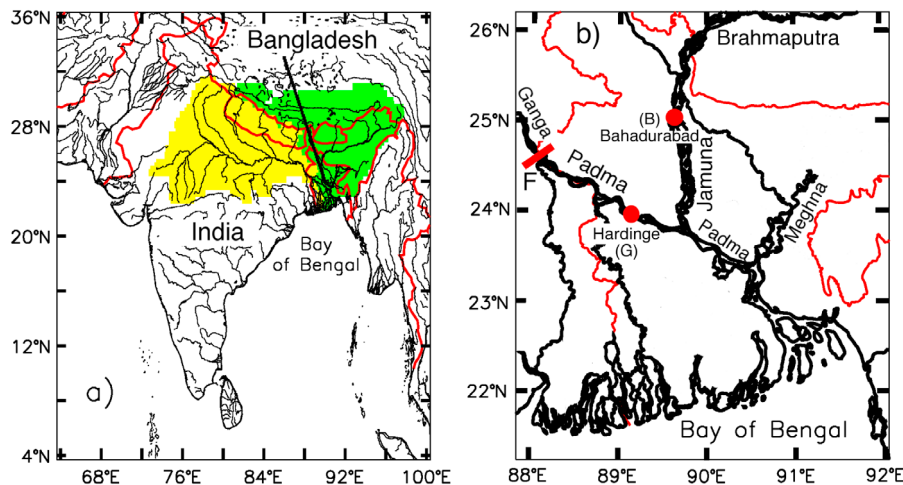 36°N
28°N
20°N
12°N
4°N
68°E 76°E 84°E 92°E 100°E
Bangladesh
India
Bay
of Bengal
a)
26°N
25°N
24°N
23°N
22°N
88°E 89°E 90°E 91°E 92°E
b)
Brahmaputra
Ganga
(B)
Bahadurabad
F
Padma
Jamuna
Meghna
Hardinge
(G)
Padma
Bay of Bengal